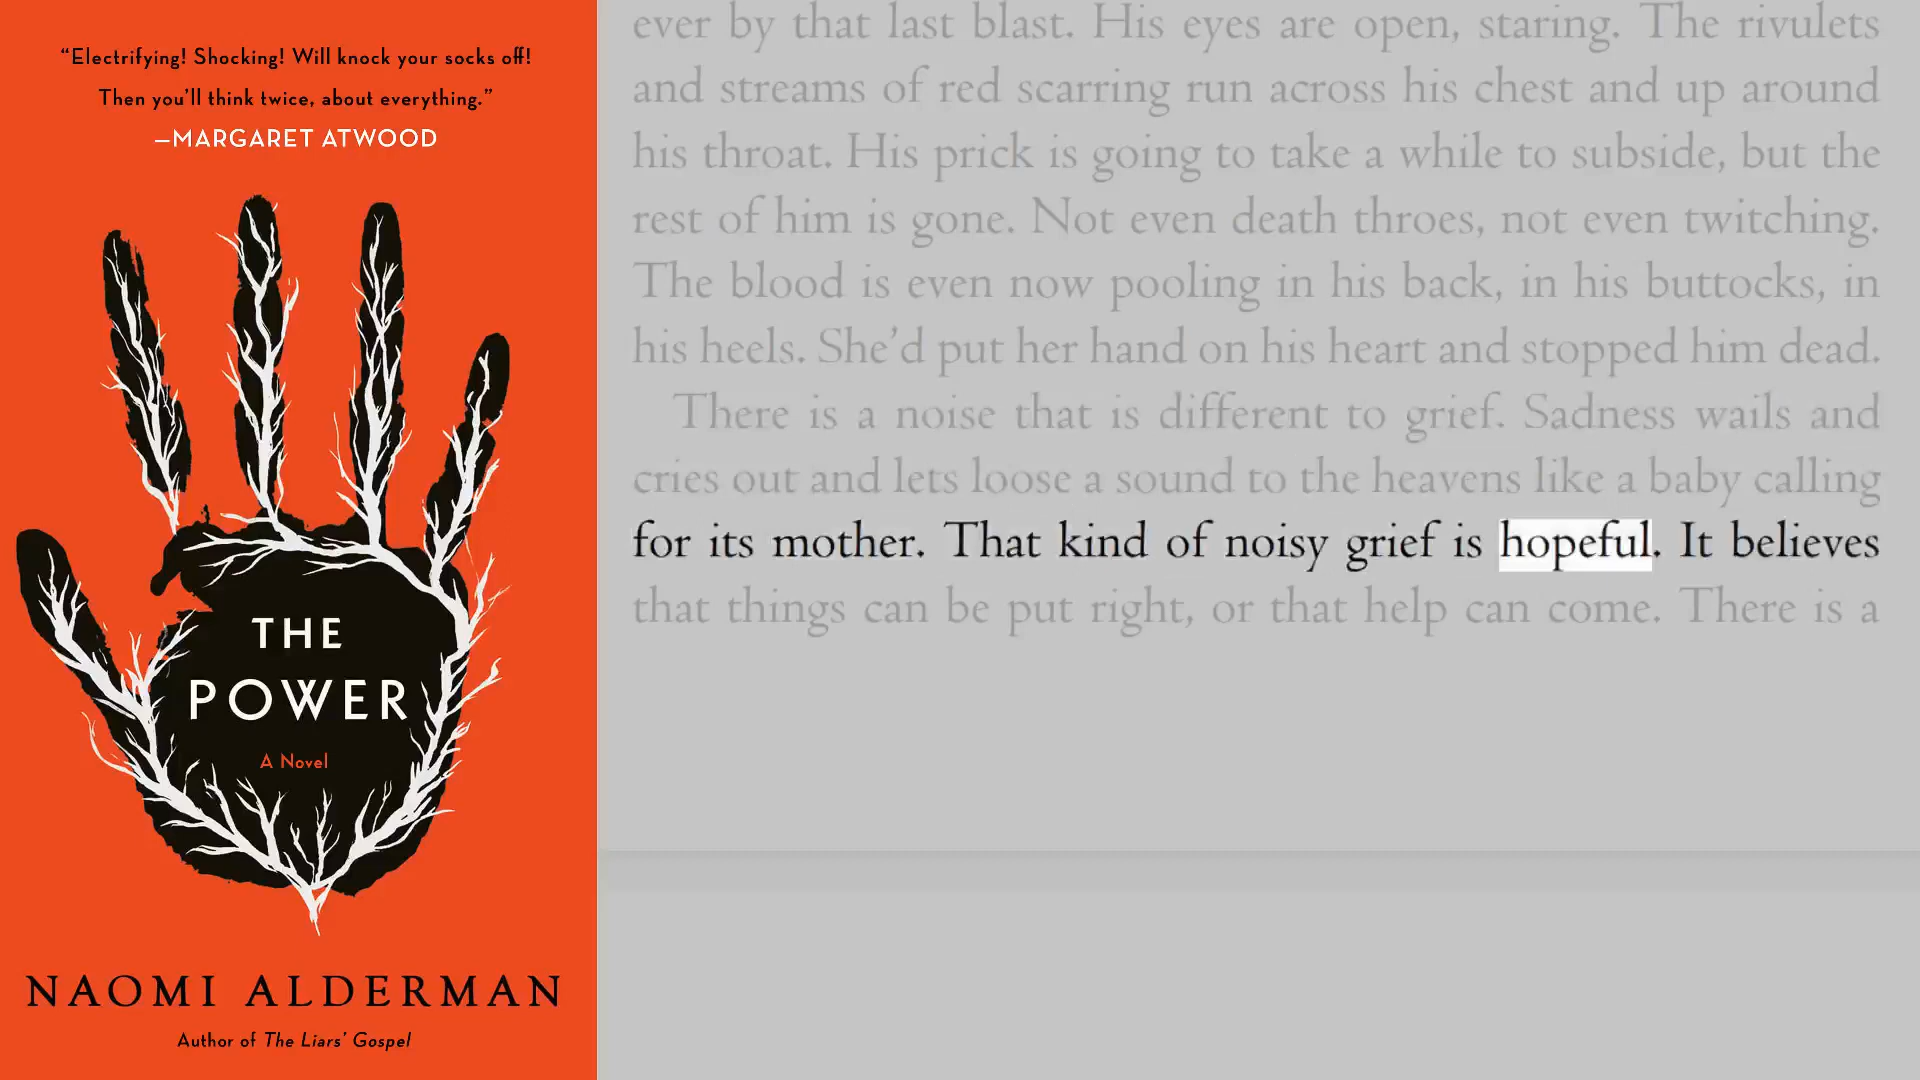 “Electrifying! Shocking! Will knock your socks off!
Then you’ll think twice, about everything.”
—MARGARET ATWOOD
THE
POWER
A Novel
NAOMI ALDERMAN
Author of The Liars’ Gospel
ever by that last blast. His eyes are open, staring. The rivulets
and streams of red scarring run across his chest and up around
his throat. His prick is going to take a while to subside, but the
rest of him is gone. Not even death throes, not even twitching.
The blood is even now pooling in his back, in his buttocks, in
his heels. She’d put her hand on his heart and stopped him dead.
There is a noise that is different to grief. Sadness wails and
cries out and lets loose a sound to the heavens like a baby calling
for its mother. That kind of noisy grief is hopeful. It believes
that things can be put right, or that help can come. There is a